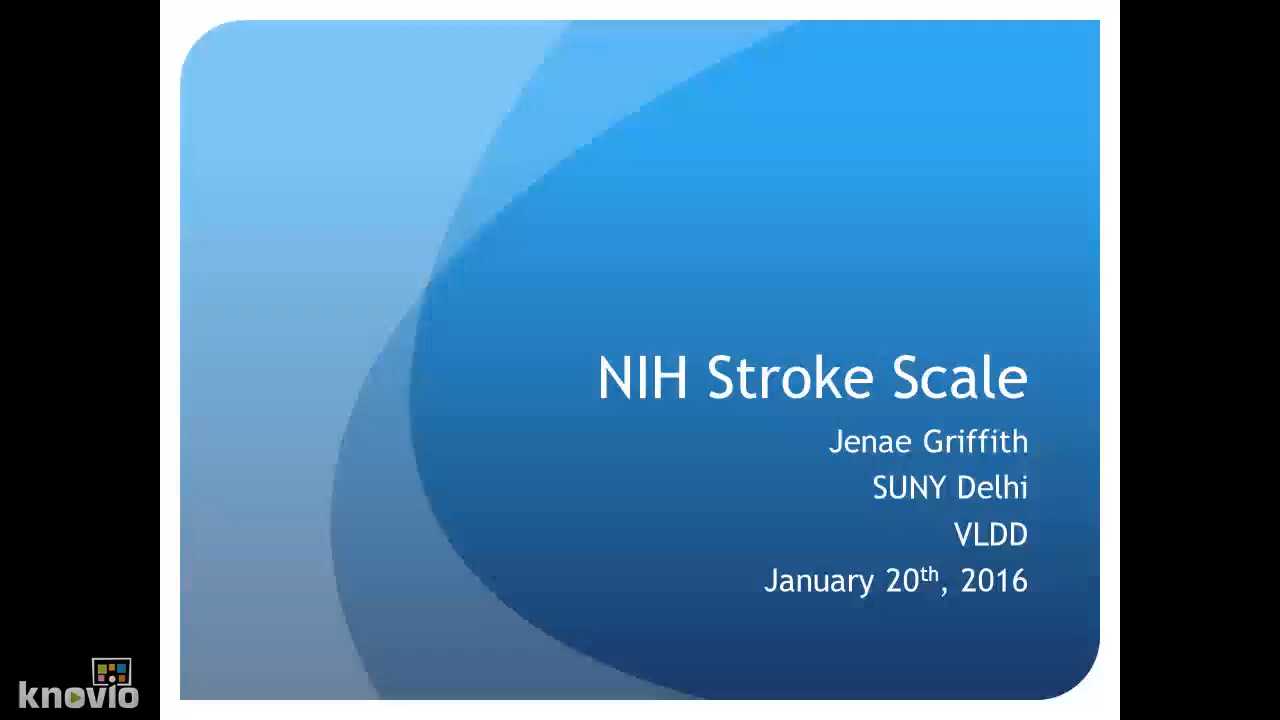 NIH Stroke Scale
Jenae Griffith
SUNY Delhi
VLDD
January 20th, 2016
knovio